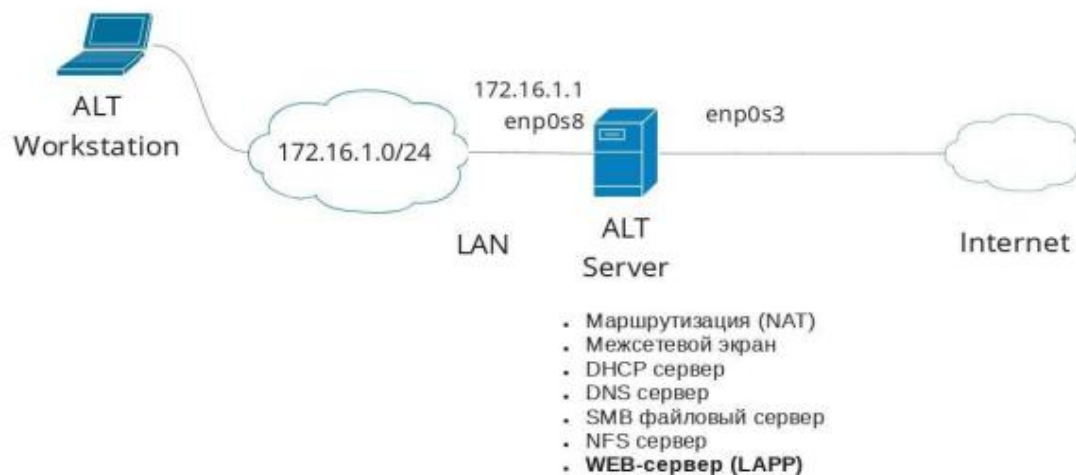 ALT
Workstation
172.16.1.0/24
LAN
172.16.1.1
enp0s8
ALT
Server
enp0s3
Internet
• Маршрутизация (NAT)
• Межсетевой экран
• DHCP сервер
• DNS сервер
• SMB файловый сервер
• NFS сервер
• WEB-сервер (LAPP)